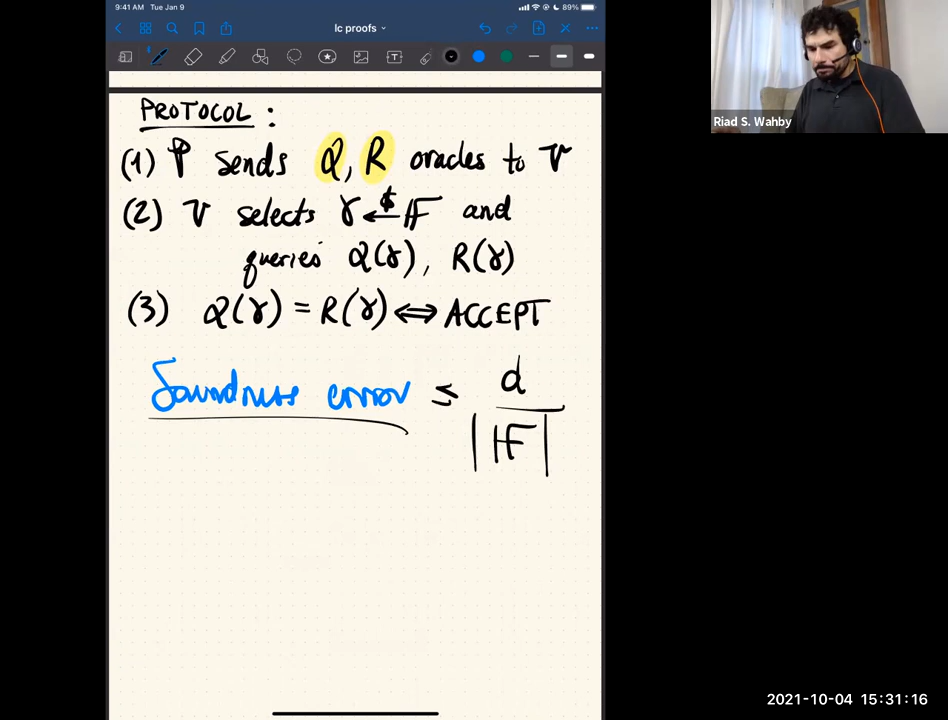 9:41 AM Tue Jan 9
89%
lc proofs
PROTOCOL:
(1) P sends Q, R oracles to V
(2) V selects γ ←$ 𝔽 and
queries Q(γ), R(γ)
(3) Q(γ) = R(γ) ⟺ ACCEPT
Soundness error ≤ d / |𝔽|
Riad S. Wahby
2021-10-04 15:31:16